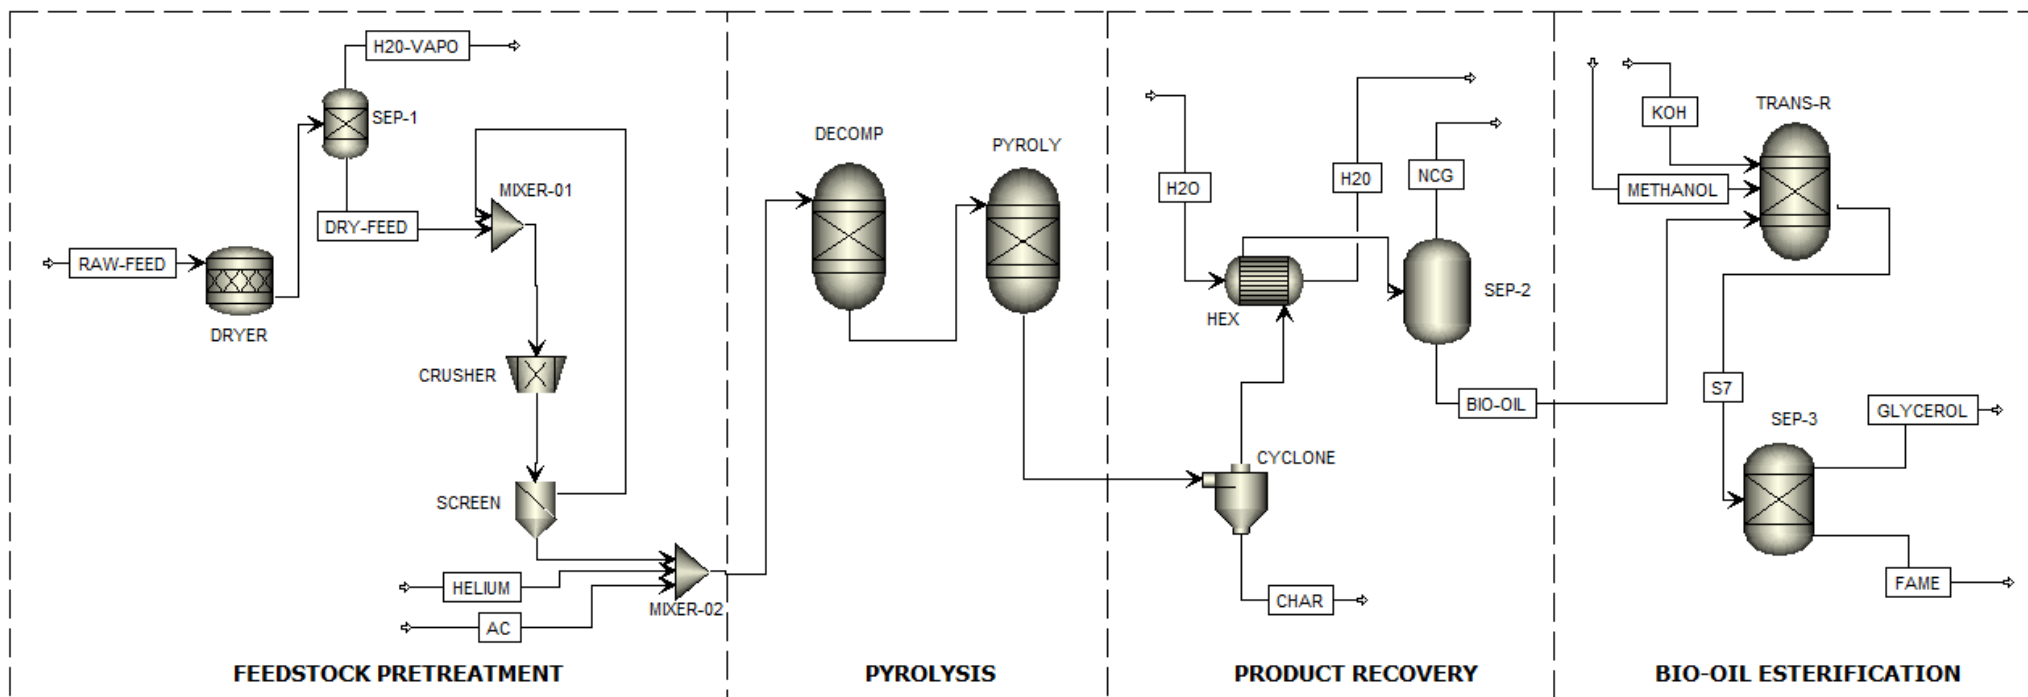 H20-VAPO
SEP-1
MIXER-01
DRY-FEED
RAW-FEED
DRYER
CRUSHER
SCREEN
HELIUM
AC
MIXER-02
FEEDSTOCK PRETREATMENT
DECOMP
PYROLY
PYROLYSIS
H2O
H20
NCG
HEX
SEP-2
BIO-OIL
CYCLONE
CHAR
PRODUCT RECOVERY
KOH
TRANS-R
METHANOL
S7
GLYCEROL
SEP-3
FAME
BIO-OIL ESTERIFICATION